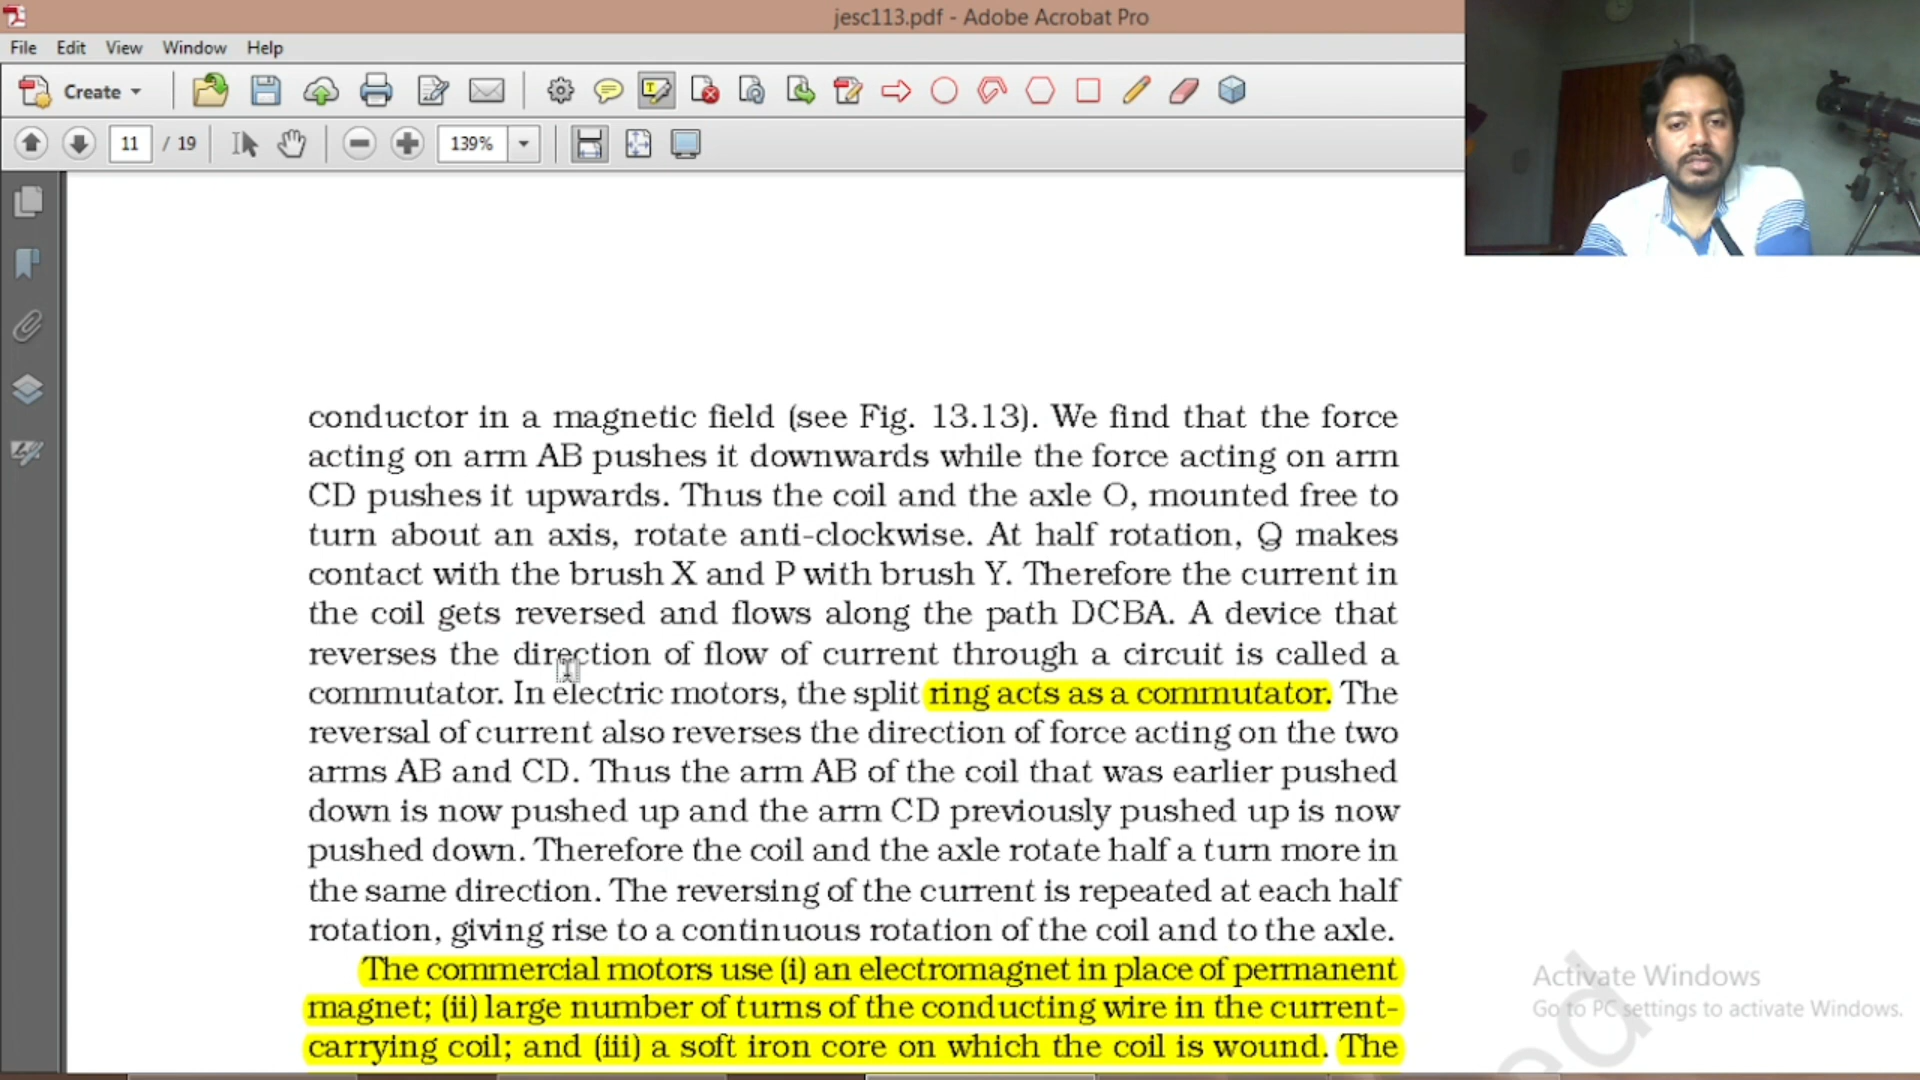 jesc113.pdf - Adobe Acrobat Pro
File Edit View Window Help
Create
11 / 19 139%
conductor in a magnetic field (see Fig. 13.13). We find that the force
acting on arm AB pushes it downwards while the force acting on arm
CD pushes it upwards. Thus the coil and the axle O, mounted free to
turn about an axis, rotate anti-clockwise. At half rotation, Q makes
contact with the brush X and P with brush Y. Therefore the current in
the coil gets reversed and flows along the path DCBA. A device that
reverses the direction of flow of current through a circuit is called a
commutator. In electric motors, the split ring acts as a commutator. The
reversal of current also reverses the direction of force acting on the two
arms AB and CD. Thus the arm AB of the coil that was earlier pushed
down is now pushed up and the arm CD previously pushed up is now
pushed down. Therefore the coil and the axle rotate half a turn more in
the same direction. The reversing of the current is repeated at each half
rotation, giving rise to a continuous rotation of the coil and to the axle.
The commercial motors use (i) an electromagnet in place of permanent
magnet; (ii) large number of turns of the conducting wire in the current-
carrying coil; and (iii) a soft iron core on which the coil is wound. The
Activate Windows
Go to PC settings to activate Windows.
ed